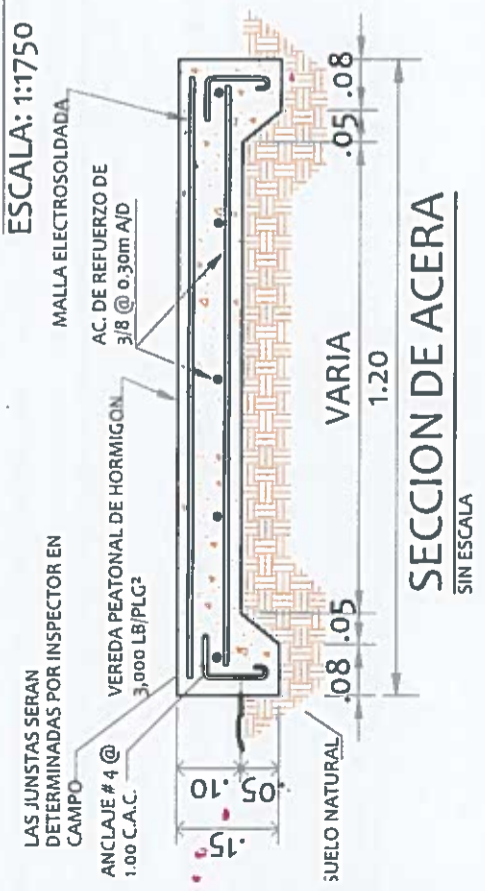 ESCALA: 1:1750
MALLA ELECTROSOLDADA
AC. DE REFUERZO DE
3/8 @ 0.30m A/D
VEREDA PEATONAL DE HORMIGON
3,000 LB/PLG²
LAS JUNSTAS SERAN
DETERMINADAS POR INSPECTOR EN
CAMPO
ANCLAJE # 4 @
1.00 C.A.C.
.15
.10
.05
SUELO NATURAL
.08
.05
VARIA
.05
.08
1.20
SECCION DE ACERA
SIN ESCALA